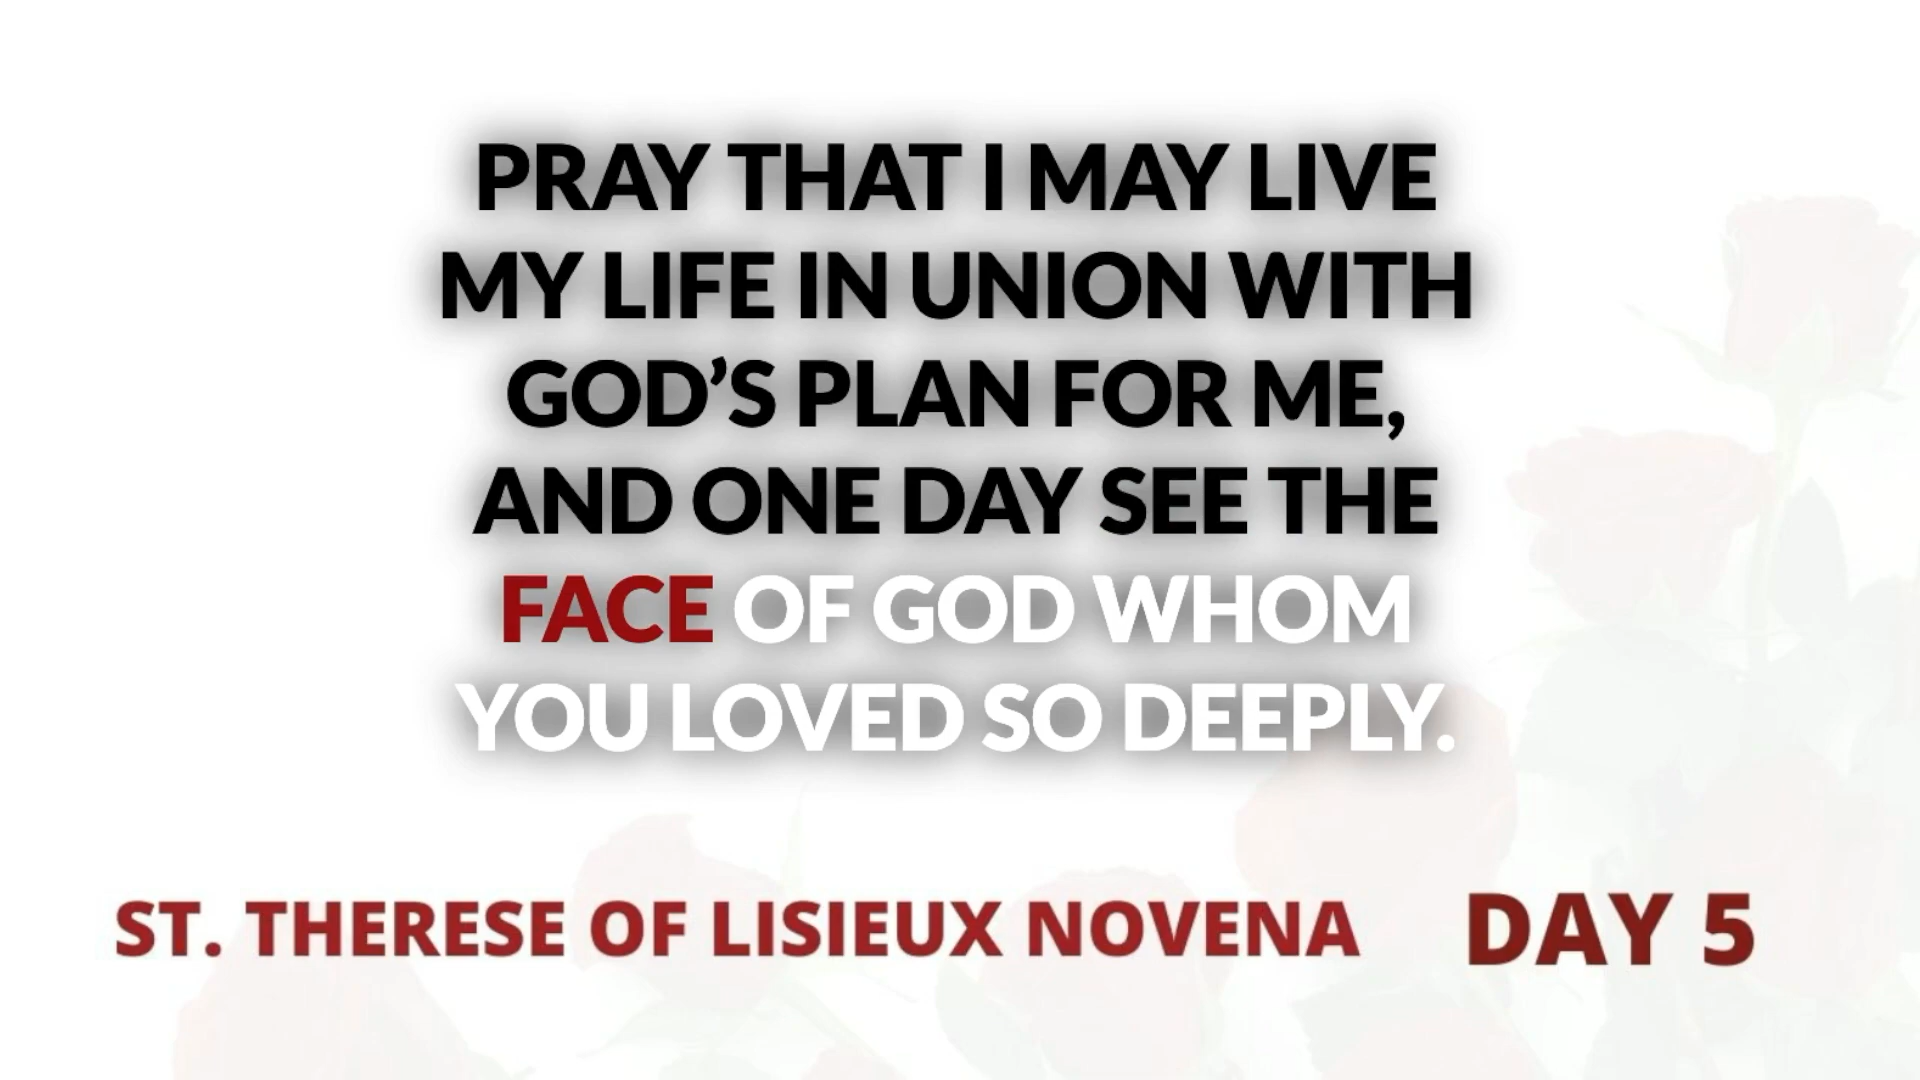 PRAY THAT I MAY LIVE
MY LIFE IN UNION WITH
GOD’S PLAN FOR ME,
AND ONE DAY SEE THE
FACE OF GOD WHOM
YOU LOVED SO DEEPLY.
ST. THERESE OF LISIEUX NOVENA DAY 5